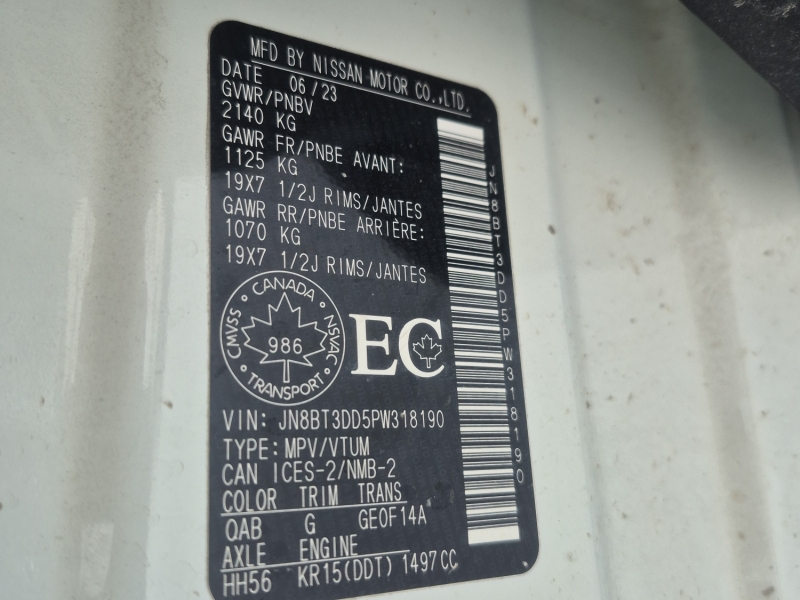 MFD BY NISSAN MOTOR CO.,LTD.
DATE 06/23
GVWR/PNBV
2140 KG
GAWR FR/PNBE AVANT:
1125 KG
19X7 1/2J RIMS/JANTES
GAWR RR/PNBE ARRIÈRE:
1070 KG
19X7 1/2J RIMS/JANTES
CANADA
CMVSS
NSVAC
986
TRANSPORT
EC
VIN: JN8BT3DD5PW318190
TYPE: MPV/VTUM
CAN ICES-2/NMB-2
COLOR TRIM TRANS
QAB G GE0F14A
AXLE ENGINE
HH56 KR15(DDT) 1497CC
JN8BT3DD5PW318190